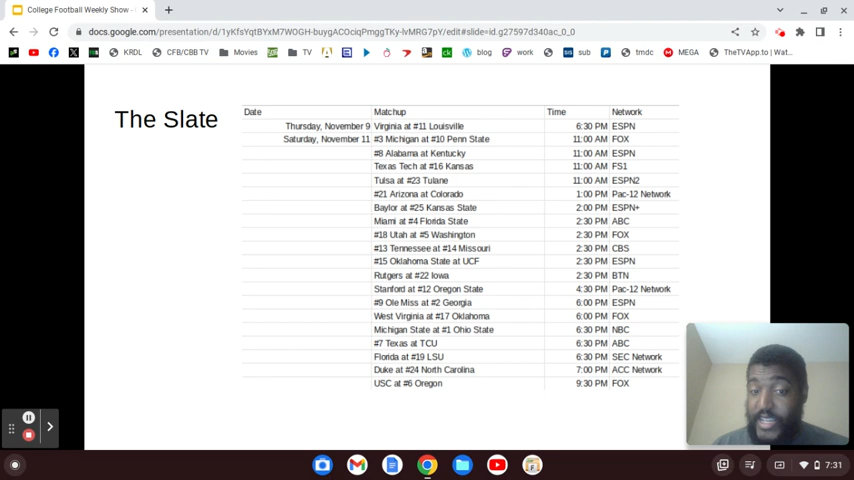 College Football Weekly Show -
docs.google.com/presentation/d/1yKfsYqtBYxM7WOGH-buygACOciqPmggTKy-lvMRG7pY/edit#slide=id.g27597d340ac_0_0
KRDL
CFB/CBB TV
Movies
TV
blog
work
sub
tmdc
MEGA
TheTVApp.to | Wat...
The Slate
Date Matchup Time Network
Thursday, November 9 Virginia at #11 Louisville 6:30 PM ESPN
Saturday, November 11 #3 Michigan at #10 Penn State 11:00 AM FOX
#8 Alabama at Kentucky 11:00 AM ESPN
Texas Tech at #16 Kansas 11:00 AM FS1
Tulsa at #23 Tulane 11:00 AM ESPN2
#21 Arizona at Colorado 1:00 PM Pac-12 Network
Baylor at #25 Kansas State 2:00 PM ESPN+
Miami at #4 Florida State 2:30 PM ABC
#18 Utah at #5 Washington 2:30 PM FOX
#13 Tennessee at #14 Missouri 2:30 PM CBS
#15 Oklahoma State at UCF 2:30 PM ESPN
Rutgers at #22 Iowa 2:30 PM BTN
Stanford at #12 Oregon State 4:30 PM Pac-12 Network
#9 Ole Miss at #2 Georgia 6:00 PM ESPN
West Virginia at #17 Oklahoma 6:00 PM FOX
Michigan State at #1 Ohio State 6:30 PM NBC
#7 Texas at TCU 6:30 PM ABC
Florida at #19 LSU 6:30 PM SEC Network
Duke at #24 North Carolina 7:00 PM ACC Network
USC at #6 Oregon 9:30 PM FOX
7:31